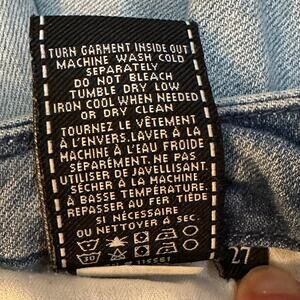 TURN GARMENT INSIDE OUT
MACHINE WASH COLD
SEPARATELY
DO NOT BLEACH
TUMBLE DRY LOW
IRON COOL WHEN NEEDED
OR DRY CLEAN
TOURNEZ LE VÊTEMENT
À L'ENVERS.LAVER À LA
MACHINE À L'EAU FROIDE
SÉPARÉMENT. NE PAS
UTILISER DE JAVELLISANT.
SÉCHER À LA MACHINE
À BASSE TEMPÉRATURE.
REPASSER AU FER TIÈDE
SI NÉCESSAIRE
OU NETTOYER À SEC.
30
27